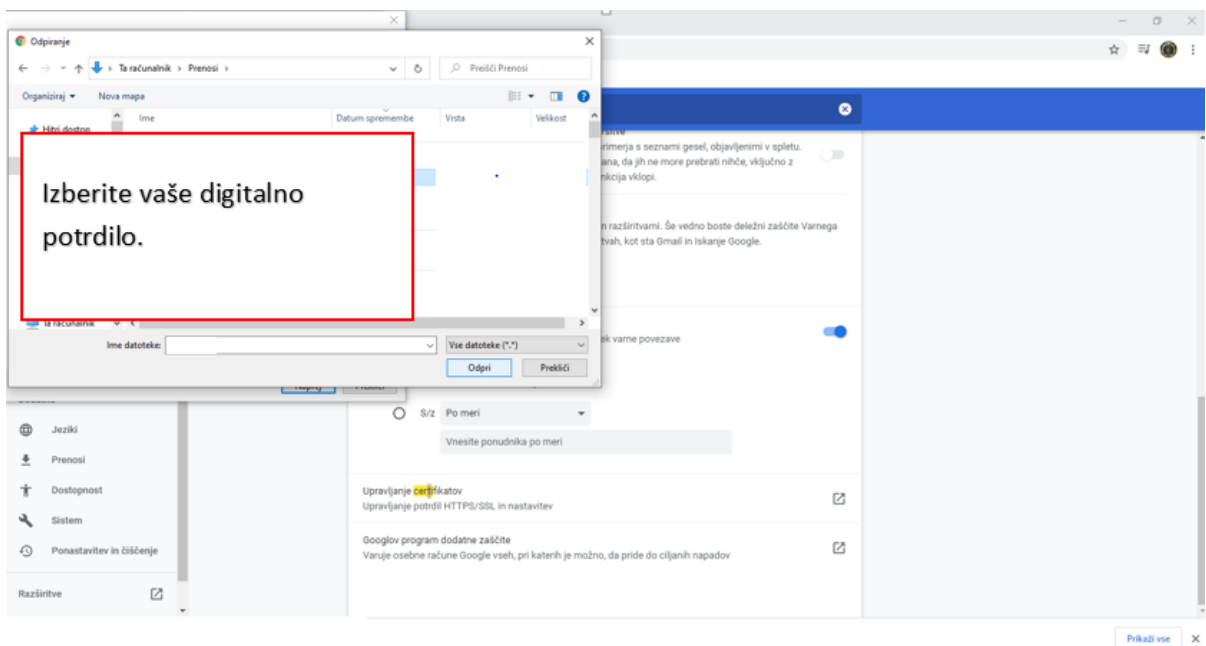 Odpiranje
Ta računalnik › Prenosi ›
Preišči Prenosi
Organiziraj
Nova mapa
Ime
Datum spremembe
Vrsta
Velikost
Hitri dostop
Izberite vaše digitalno
potrdilo.
Ta računalnik
Ime datoteke:
Vse datoteke (*.*)
Odpri
Prekliči
primerja s seznami gesel, objavljenimi v spletu.
da jih ne more prebrati nihče, vključno z
vklopi.
razširitvami. Še vedno boste deležni zaščite Varnega
kot sta Gmail in Iskanje Google.
varne povezave
S/z
Po meri
Vnesite ponudnika po meri
Jeziki
Prenosi
Dostopnost
Sistem
Ponastavitev in čiščenje
Razširitve
Upravljanje certifikatov
Upravljanje potrdil HTTPS/SSL in nastavitev
Googlov program dodatne zaščite
Varuje osebne račune Google vseh, pri katerih je možno, da pride do ciljanih napadov
Prikaži vse